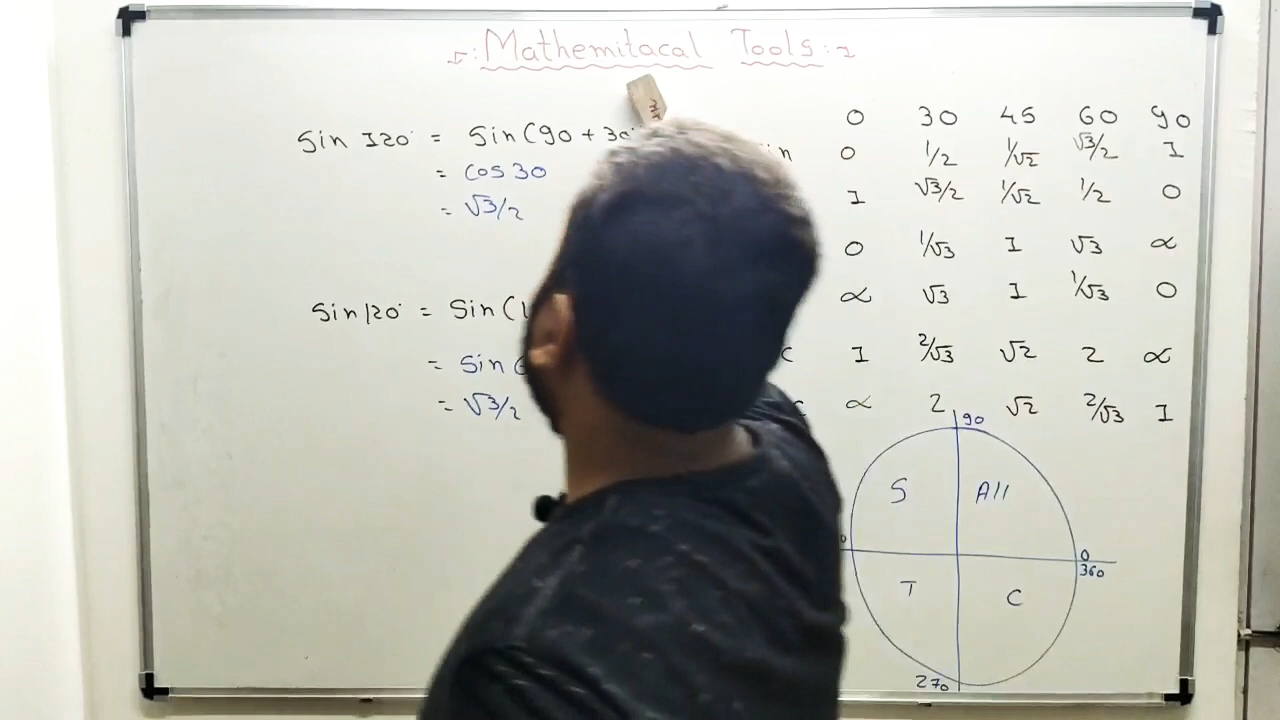 Mathemitacal Tools
Sin 120° = Sin(90 + 30°
= cos 30
= √3/2
Sin120° = Sin(1
= Sin 6
= √3/2
0 30 45 60 90
in 0 1/2 1/√2 √3/2 1
1 √3/2 1/√2 1/2 0
0 1/√3 1 √3 ∝
∝ √3 1 1/√3 0
c 1 2/√3 √2 2 ∝
c ∝ 2 √2 2/√3 1
90
S All
0 0
360
T C
270